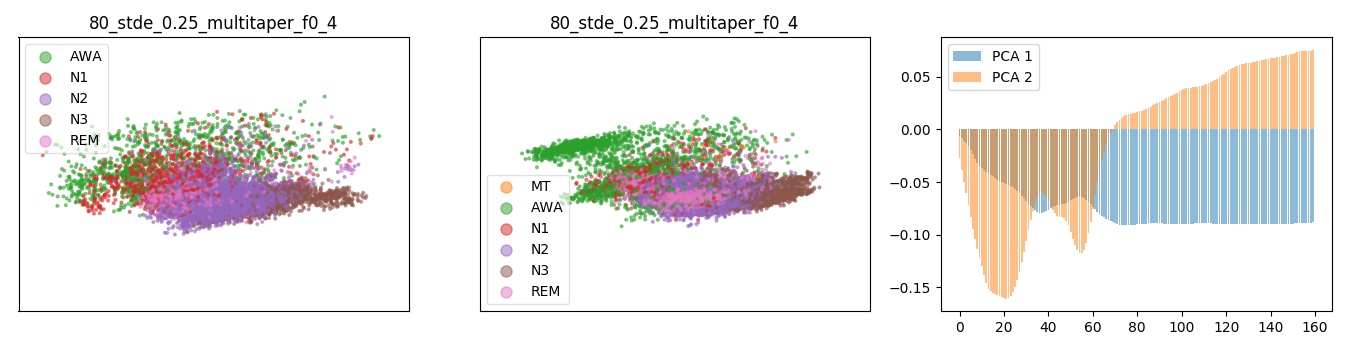 80_stde_0.25_multitaper_f0_4
AWA
N1
N2
N3
REM
80_stde_0.25_multitaper_f0_4
MT
AWA
N1
N2
N3
REM
PCA 1
PCA 2
0.05
0.00
−0.05
−0.10
−0.15
0 20 40 60 80 100 120 140 160